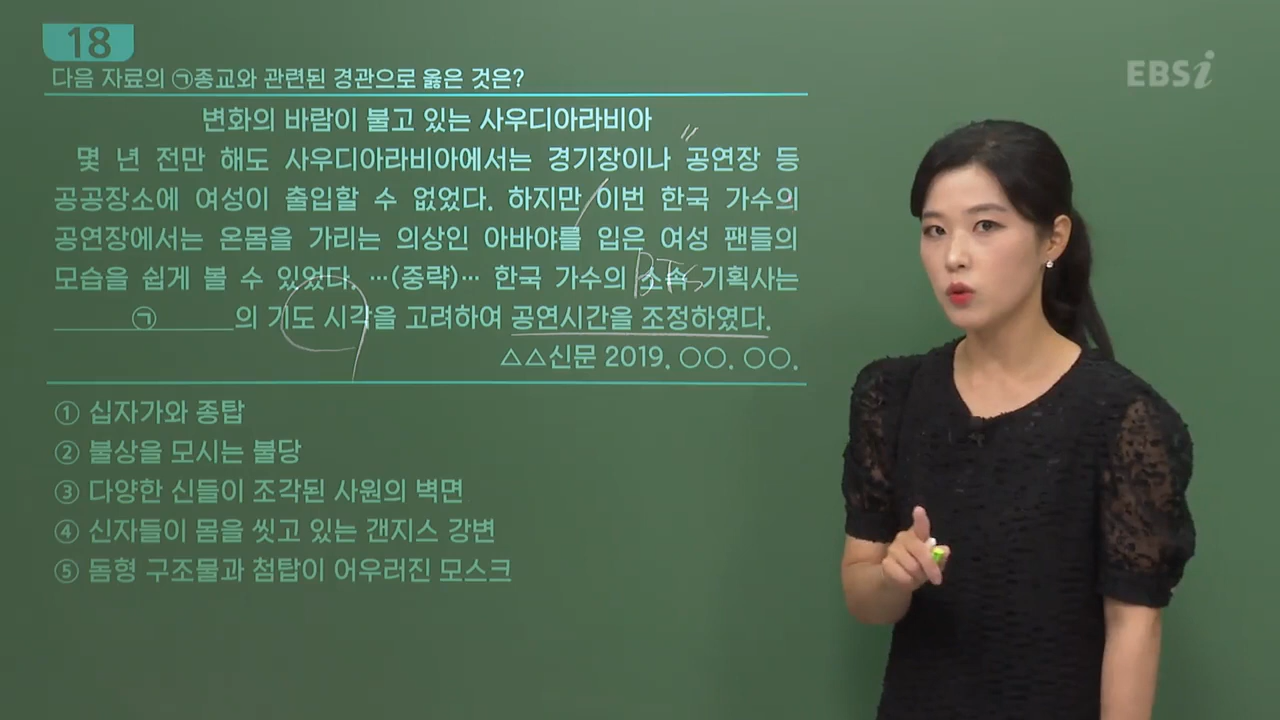 18
EBSi
다음 자료의 ㉠종교와 관련된 경관으로 옳은 것은?
변화의 바람이 불고 있는 사우디아라비아
몇 년 전만 해도 사우디아라비아에서는 경기장이나 공연장 등
공공장소에 여성이 출입할 수 없었다. 하지만 이번 한국 가수의
공연장에서는 온몸을 가리는 의상인 아바야를 입은 여성 팬들의
모습을 쉽게 볼 수 있었다. …(중략)… 한국 가수의 소속 기획사는
BTS
㉠의 기도 시각을 고려하여 공연시간을 조정하였다.
△△신문 2019. ○○. ○○.
① 십자가와 종탑
② 불상을 모시는 불당
③ 다양한 신들이 조각된 사원의 벽면
④ 신자들이 몸을 씻고 있는 갠지스 강변
⑤ 돔형 구조물과 첨탑이 어우러진 모스크